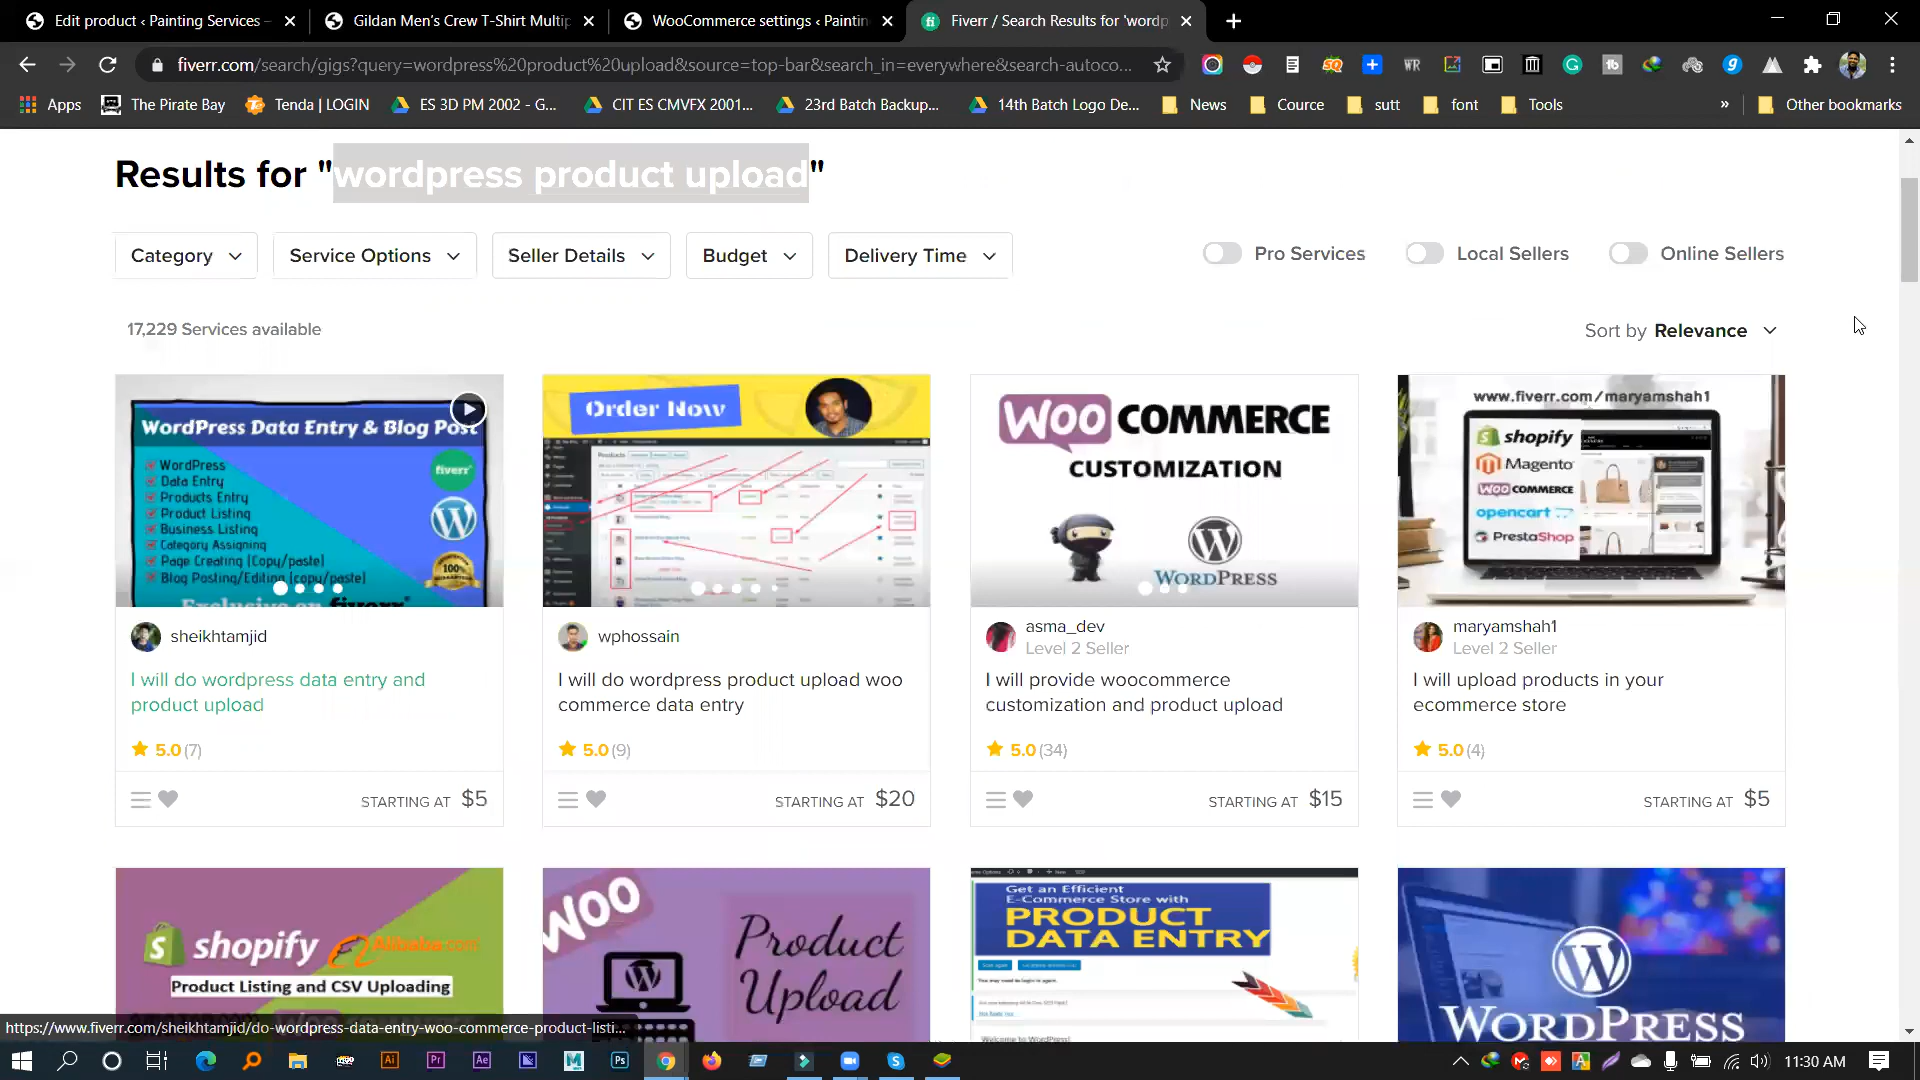 Edit product ‹ Painting Services –
Gildan Men's Crew T-Shirt Multip
WooCommerce settings ‹ Paintin
Fiverr / Search Results for 'wordp
fiverr.com/search/gigs?query=wordpress%20product%20upload&source=top-bar&search_in=everywhere&search-autoco...
Apps
The Pirate Bay
Tenda | LOGIN
ES 3D PM 2002 - G...
CIT ES CMVFX 2001...
23rd Batch Backup...
14th Batch Logo De...
News
Cource
sutt
font
Tools
»
Other bookmarks
Results for "wordpress product upload"
Category
Service Options
Seller Details
Budget
Delivery Time
Pro Services
Local Sellers
Online Sellers
17,229 Services available
Sort by Relevance
WordPress Data Entry & Blog Post
WordPress
Data Entry
Products Entry
Product Listing
Business Listing
Category Assigning
Page Creating (Copy/paste)
Blog Posting/Editing (copy/paste)
Exclusive on fiverr
fiverr
100%
sheikhtamjid
I will do wordpress data entry and
product upload
5.0 (7)
STARTING AT $5
Order Now
Products
wphossain
I will do wordpress product upload woo
commerce data entry
5.0 (9)
STARTING AT $20
WOO COMMERCE
CUSTOMIZATION
WORDPRESS
asma_dev
Level 2 Seller
I will provide woocommerce
customization and product upload
5.0 (34)
STARTING AT $15
www.fiverr.com/maryamshah1
shopify
Magento
WOO COMMERCE
opencart
PrestaShop
maryamshah1
Level 2 Seller
I will upload products in your
ecommerce store
5.0 (4)
STARTING AT $5
shopify
Alibaba.com
Product Listing and CSV Uploading
WOO
Product
Upload
Get an Efficient
E-Commerce Store with
PRODUCT
DATA ENTRY
Welcome to WordPress!
WORDPRESS
https://www.fiverr.com/sheikhtamjid/do-wordpress-data-entry-woo-commerce-product-listi...
11:30 AM